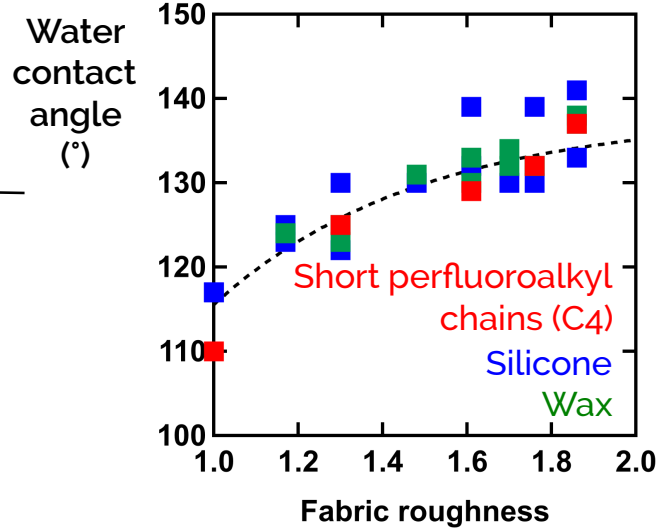 Water
contact
angle
(°)
150
140
130
120
110
100
Short perfluoroalkyl
chains (C4)
Silicone
Wax
1.0 1.2 1.4 1.6 1.8 2.0
Fabric roughness